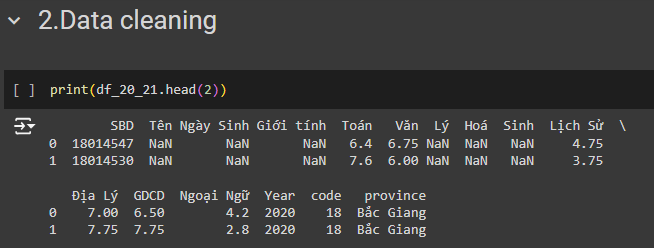 2.Data cleaning
[ ] print(df_20_21.head(2))
SBD Tên Ngày Sinh Giới tính Toán Văn Lý Hoá Sinh Lịch Sử \
0 18014547 NaN NaN NaN 6.4 6.75 NaN NaN NaN 4.75
1 18014530 NaN NaN NaN 7.6 6.00 NaN NaN NaN 3.75
Địa Lý GDCD Ngoại Ngữ Year code province
0 7.00 6.50 4.2 2020 18 Bắc Giang
1 7.75 7.75 2.8 2020 18 Bắc Giang